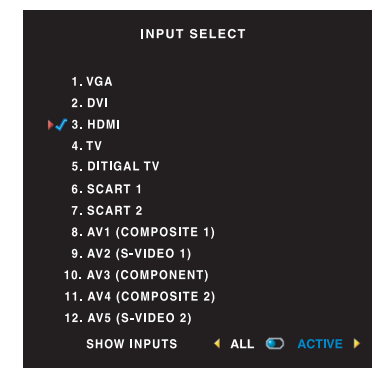 INPUT SELECT
1. VGA
2. DVI
3. HDMI
4. TV
5. DITIGAL TV
6. SCART 1
7. SCART 2
8. AV1 (COMPOSITE 1)
9. AV2 (S-VIDEO 1)
10. AV3 (COMPONENT)
11. AV4 (COMPOSITE 2)
12. AV5 (S-VIDEO 2)
SHOW INPUTS ALL ACTIVE